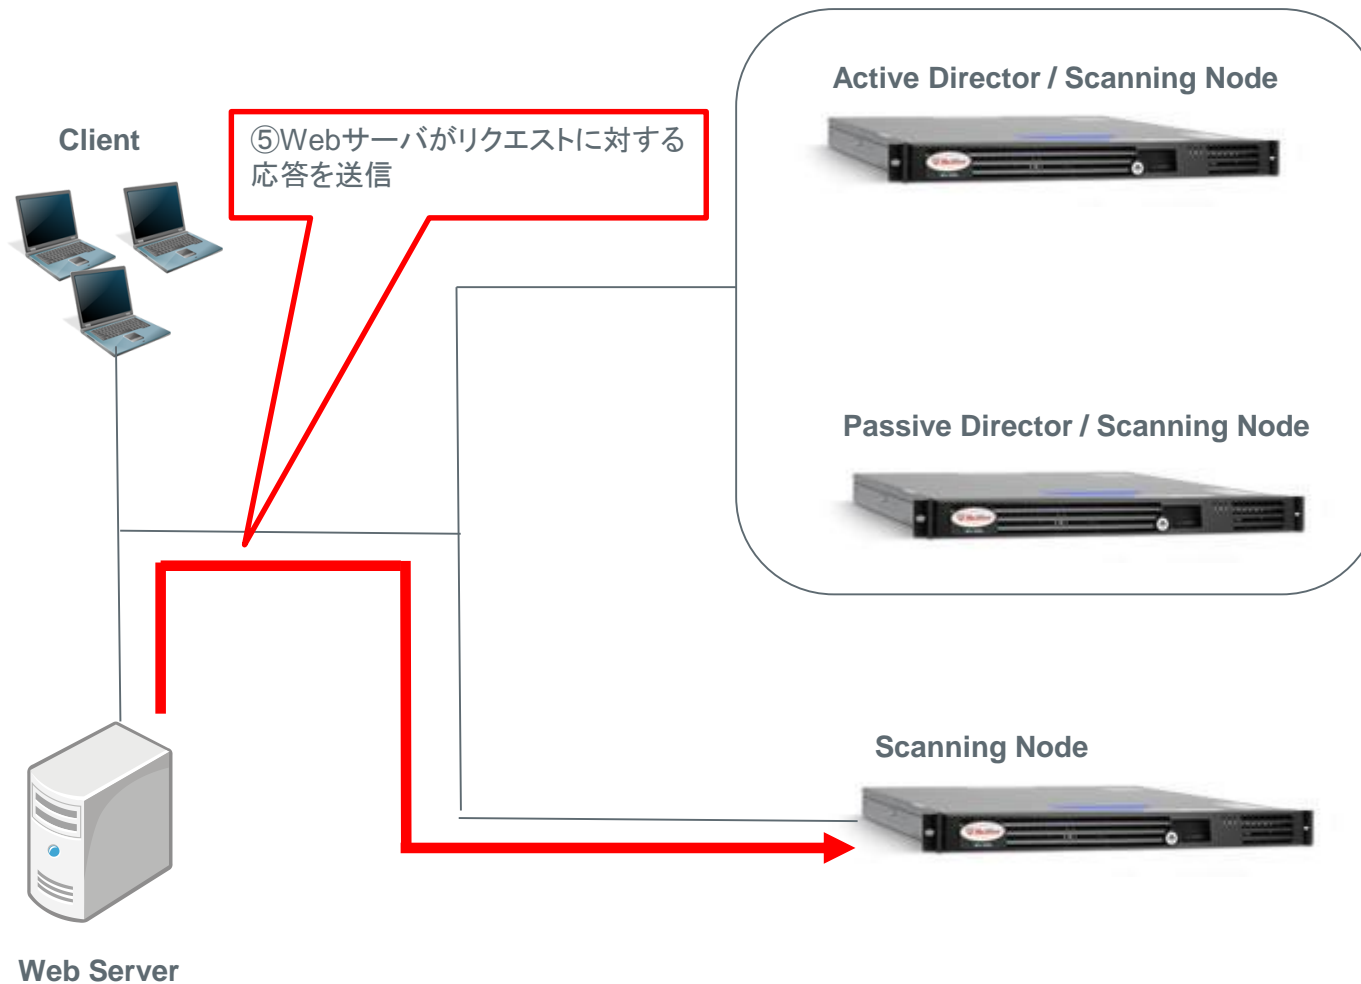 Active Director / Scanning Node
Client
⑤Webサーバがリクエストに対する
応答を送信
Passive Director / Scanning Node
Scanning Node
Web Server